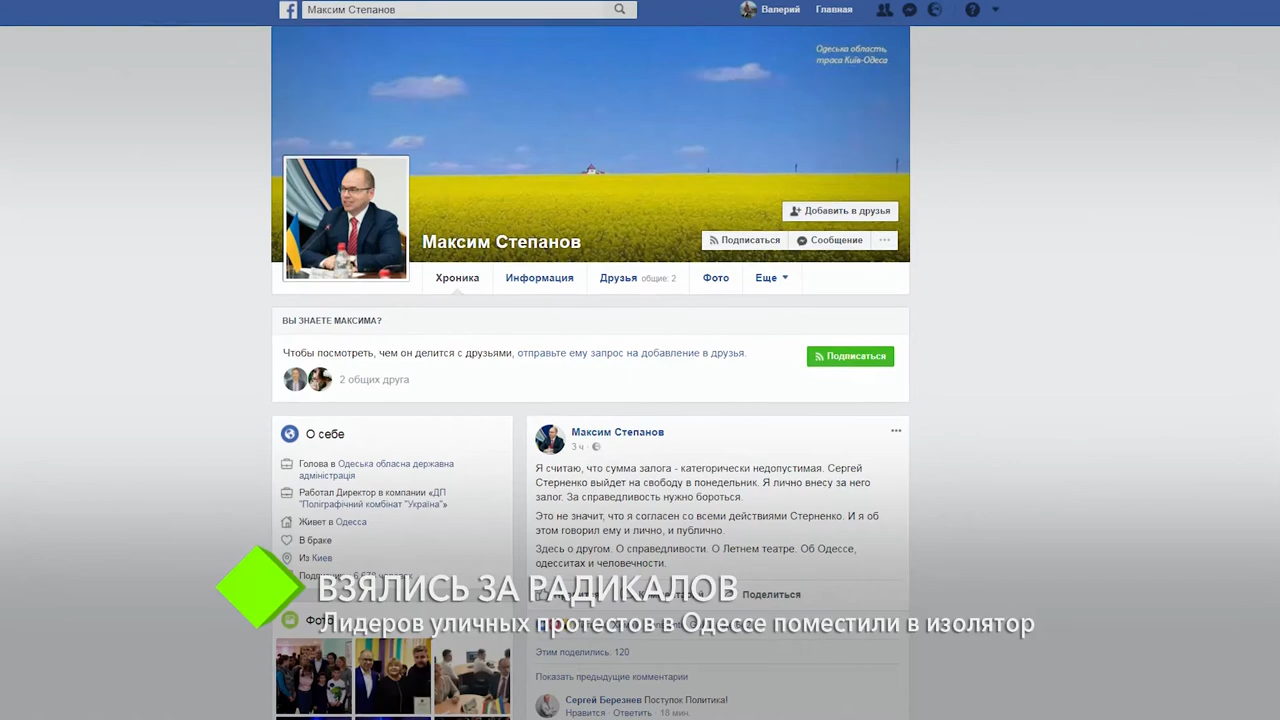 Максим Степанов
Валерий
Главная
Одеська область,
траса Київ-Одеса
Добавить в друзья
Максим Степанов
Подписаться
Сообщение
Хроника
Информация
Друзья общие: 2
Фото
Еще
ВЫ ЗНАЕТЕ МАКСИМА?
Чтобы посмотреть, чем он делится с друзьями, отправьте ему запрос на добавление в друзья.
Подписаться
2 общих друга
О себе
Голова в Одеська обласна державна
адміністрація
Работал Директор в компании «ДП
"Поліграфічний комбінат "Україна"»
Живет в Одесса
В браке
Из Киев
Фото
Максим Степанов
3 ч
Я считаю, что сумма залога - категорически недопустимая. Сергей
Стерненко выйдет на свободу в понедельник. Я лично внесу за него
залог. За справедливость нужно бороться.
Это не значит, что я согласен со всеми действиями Стерненко. И я об
этом говорил ему и лично, и публично.
Здесь о другом. О справедливости. О Летнем театре. Об Одессе,
одесситах и человечности.
Поделиться
ВЗЯЛИСЬ ЗА РАДИКАЛОВ
Лидеров уличных протестов в Одессе поместили в изолятор
Этим поделились: 120
Показать предыдущие комментарии
Сергей Березнев Поступок Политика!
Нравится · Ответить · 18 мин.